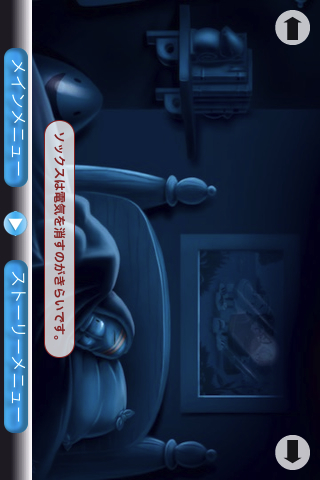 ソックスは電気を消すのがきらいです。
メインメニュー
ストーリーメニュー